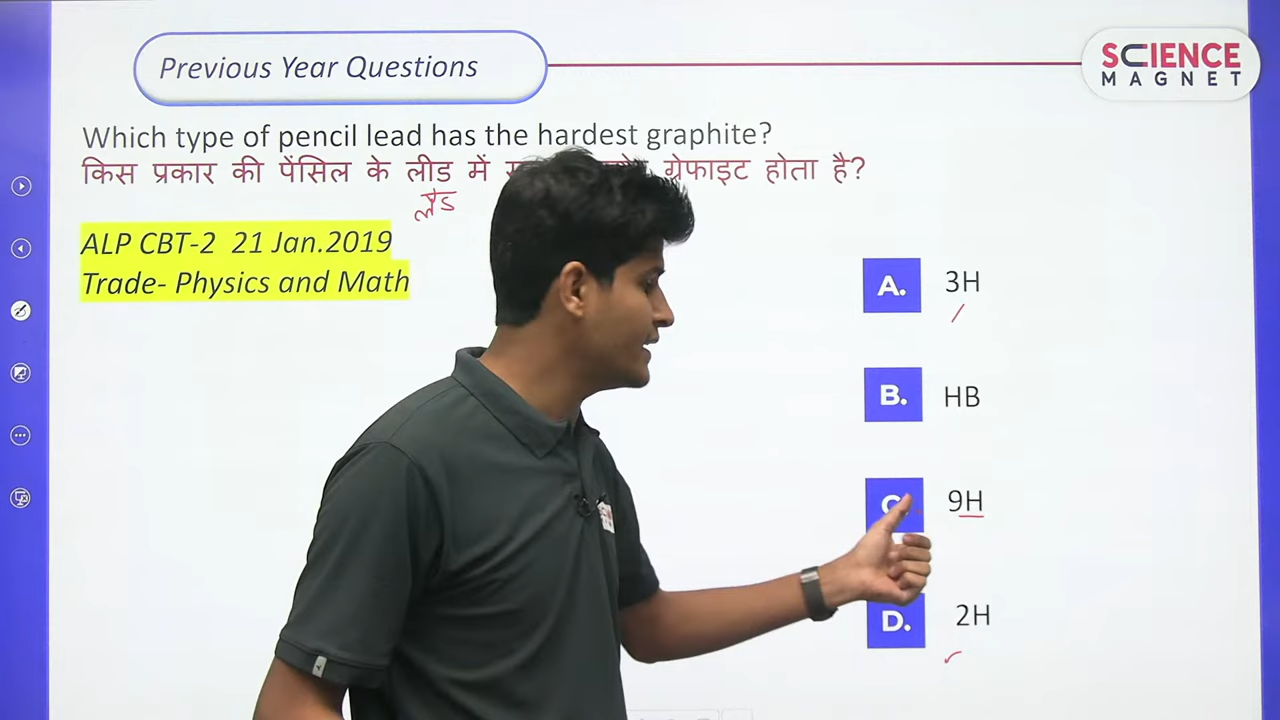 Previous Year Questions
SCIENCE
MAGNET
Which type of pencil lead has the hardest graphite?
किस प्रकार की पेंसिल के लीड में ग्रेफाइट होता है?
लैड
ALP CBT-2 21 Jan.2019
Trade- Physics and Math
A. 3H
B. HB
C. 9H
D. 2H